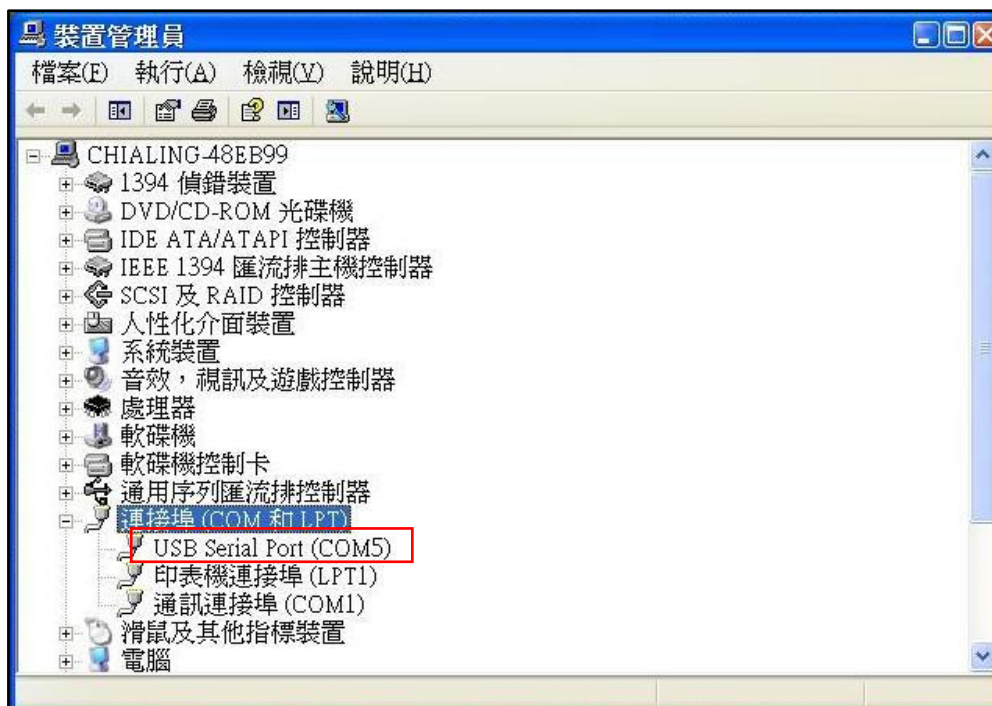 裝置管理員
檔案(F) 執行(A) 檢視(V) 說明(H)
CHIALING-48EB99
1394 偵錯裝置
DVD/CD-ROM 光碟機
IDE ATA/ATAPI 控制器
IEEE 1394 匯流排主機控制器
SCSI 及 RAID 控制器
人性化介面裝置
系統裝置
音效，視訊及遊戲控制器
處理器
軟碟機
軟碟機控制卡
通用序列匯流排控制器
連接埠 (COM 和 LPT)
USB Serial Port (COM5)
印表機連接埠 (LPT1)
通訊連接埠 (COM1)
滑鼠及其他指標裝置
電腦